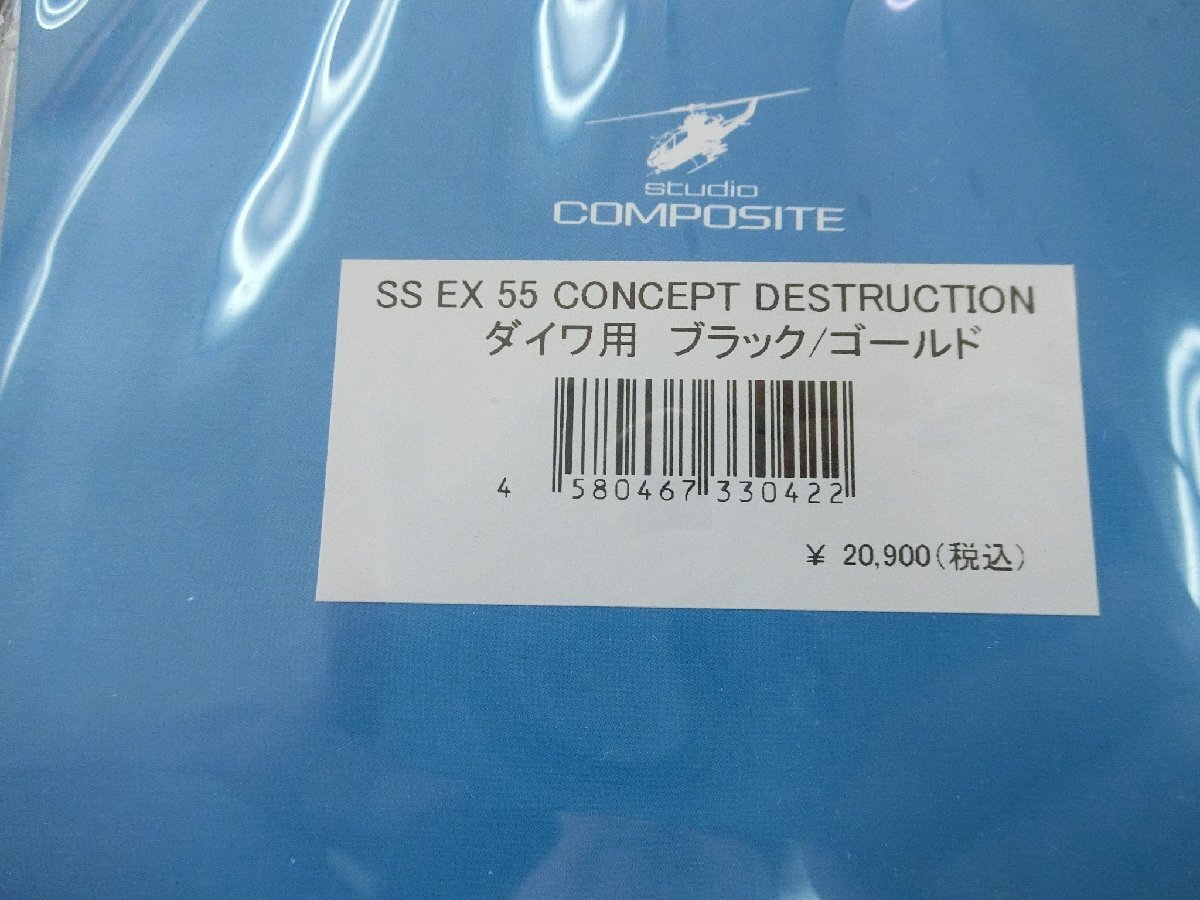 studio
COMPOSITE
SS EX 55 CONCEPT DESTRUCTION
ダイワ用　ブラック/ゴールド
4 580467 330422
¥ 20,900(税込)